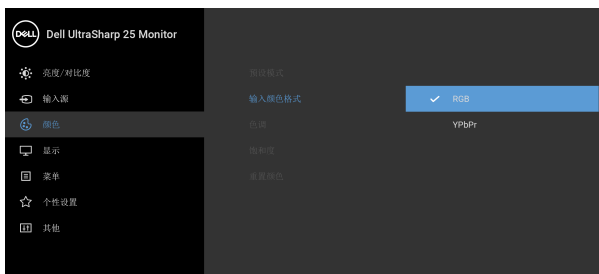 DELL Dell UltraSharp 25 Monitor
亮度/对比度
输入源
颜色
显示
菜单
个性设置
其他
预设模式
输入颜色格式
色调
饱和度
重置颜色
RGB
YPbPr